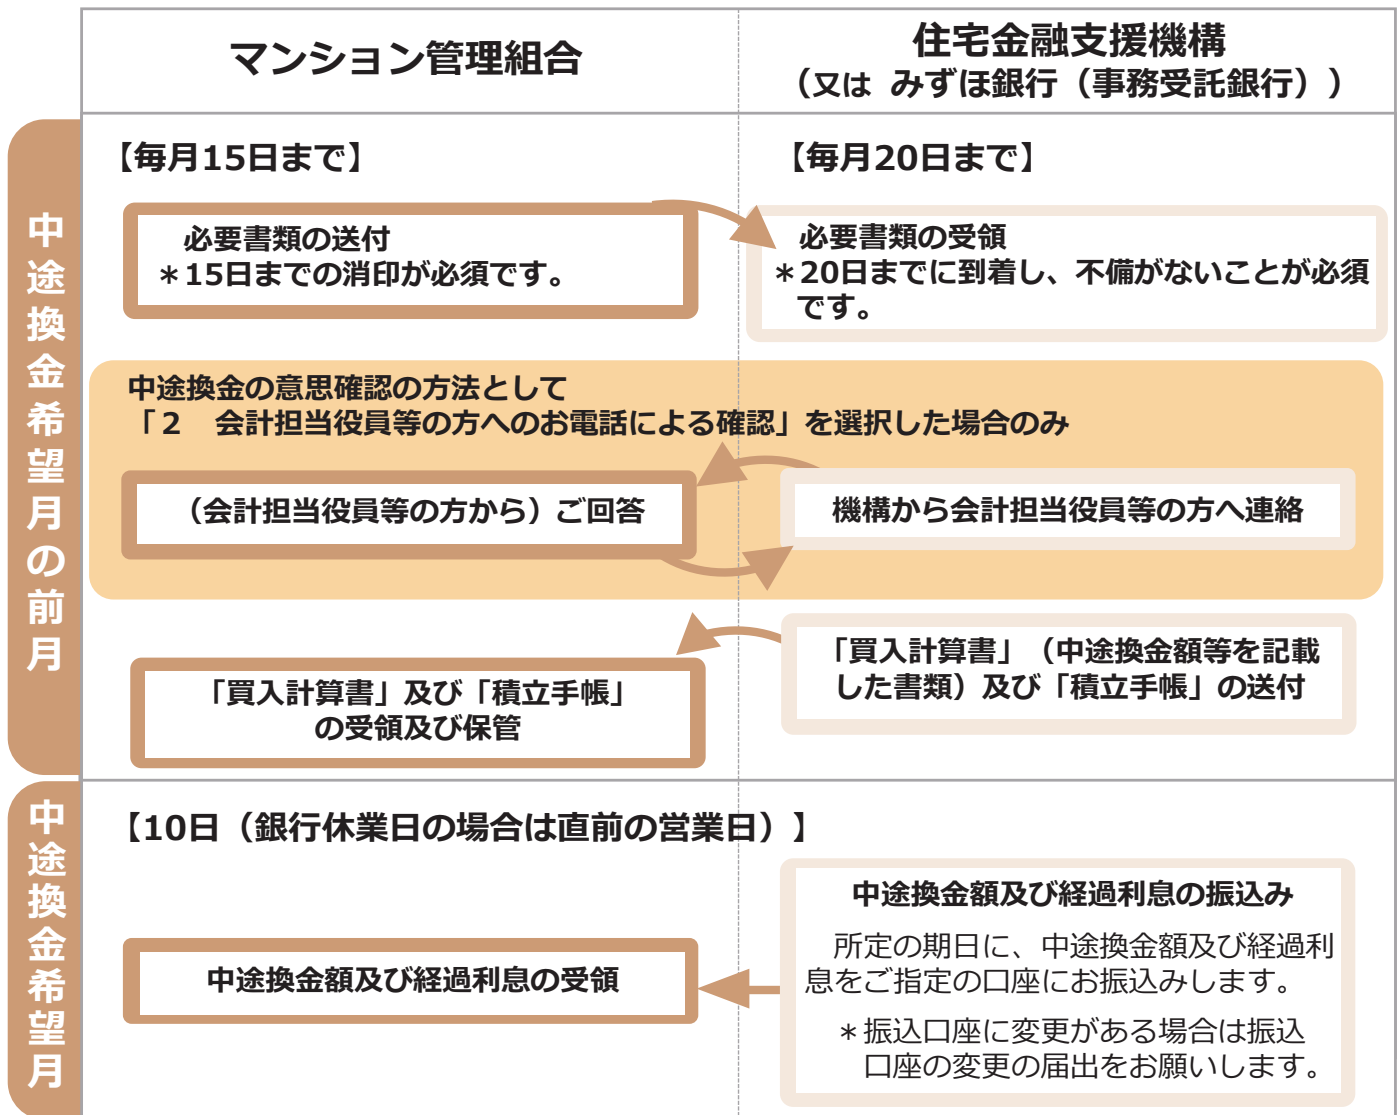 マンション管理組合
住宅金融支援機構
（又は みずほ銀行（事務受託銀行））
中途換金希望月の前月
【毎月15日まで】
【毎月20日まで】
必要書類の送付
＊15日までの消印が必須です。
必要書類の受領
＊20日までに到着し、不備がないことが必須
です。
中途換金の意思確認の方法として
「２　会計担当役員等の方へのお電話による確認」を選択した場合のみ
（会計担当役員等の方から）ご回答
機構から会計担当役員等の方へ連絡
「買入計算書」（中途換金額等を記載
した書類）及び「積立手帳」の送付
「買入計算書」及び「積立手帳」
の受領及び保管
中途換金希望月
【10日（銀行休業日の場合は直前の営業日）】
中途換金額及び経過利息の振込み
所定の期日に、中途換金額及び経過利
息をご指定の口座にお振込みします。
＊振込口座に変更がある場合は振込
口座の変更の届出をお願いします。
中途換金額及び経過利息の受領